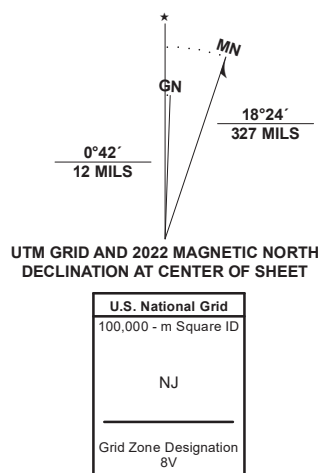 ★
MN
GN
18°24´
327 MILS
0°42´
12 MILS
UTM GRID AND 2022 MAGNETIC NORTH
DECLINATION AT CENTER OF SHEET
U.S. National Grid
100,000 - m Square ID
NJ
Grid Zone Designation
8V